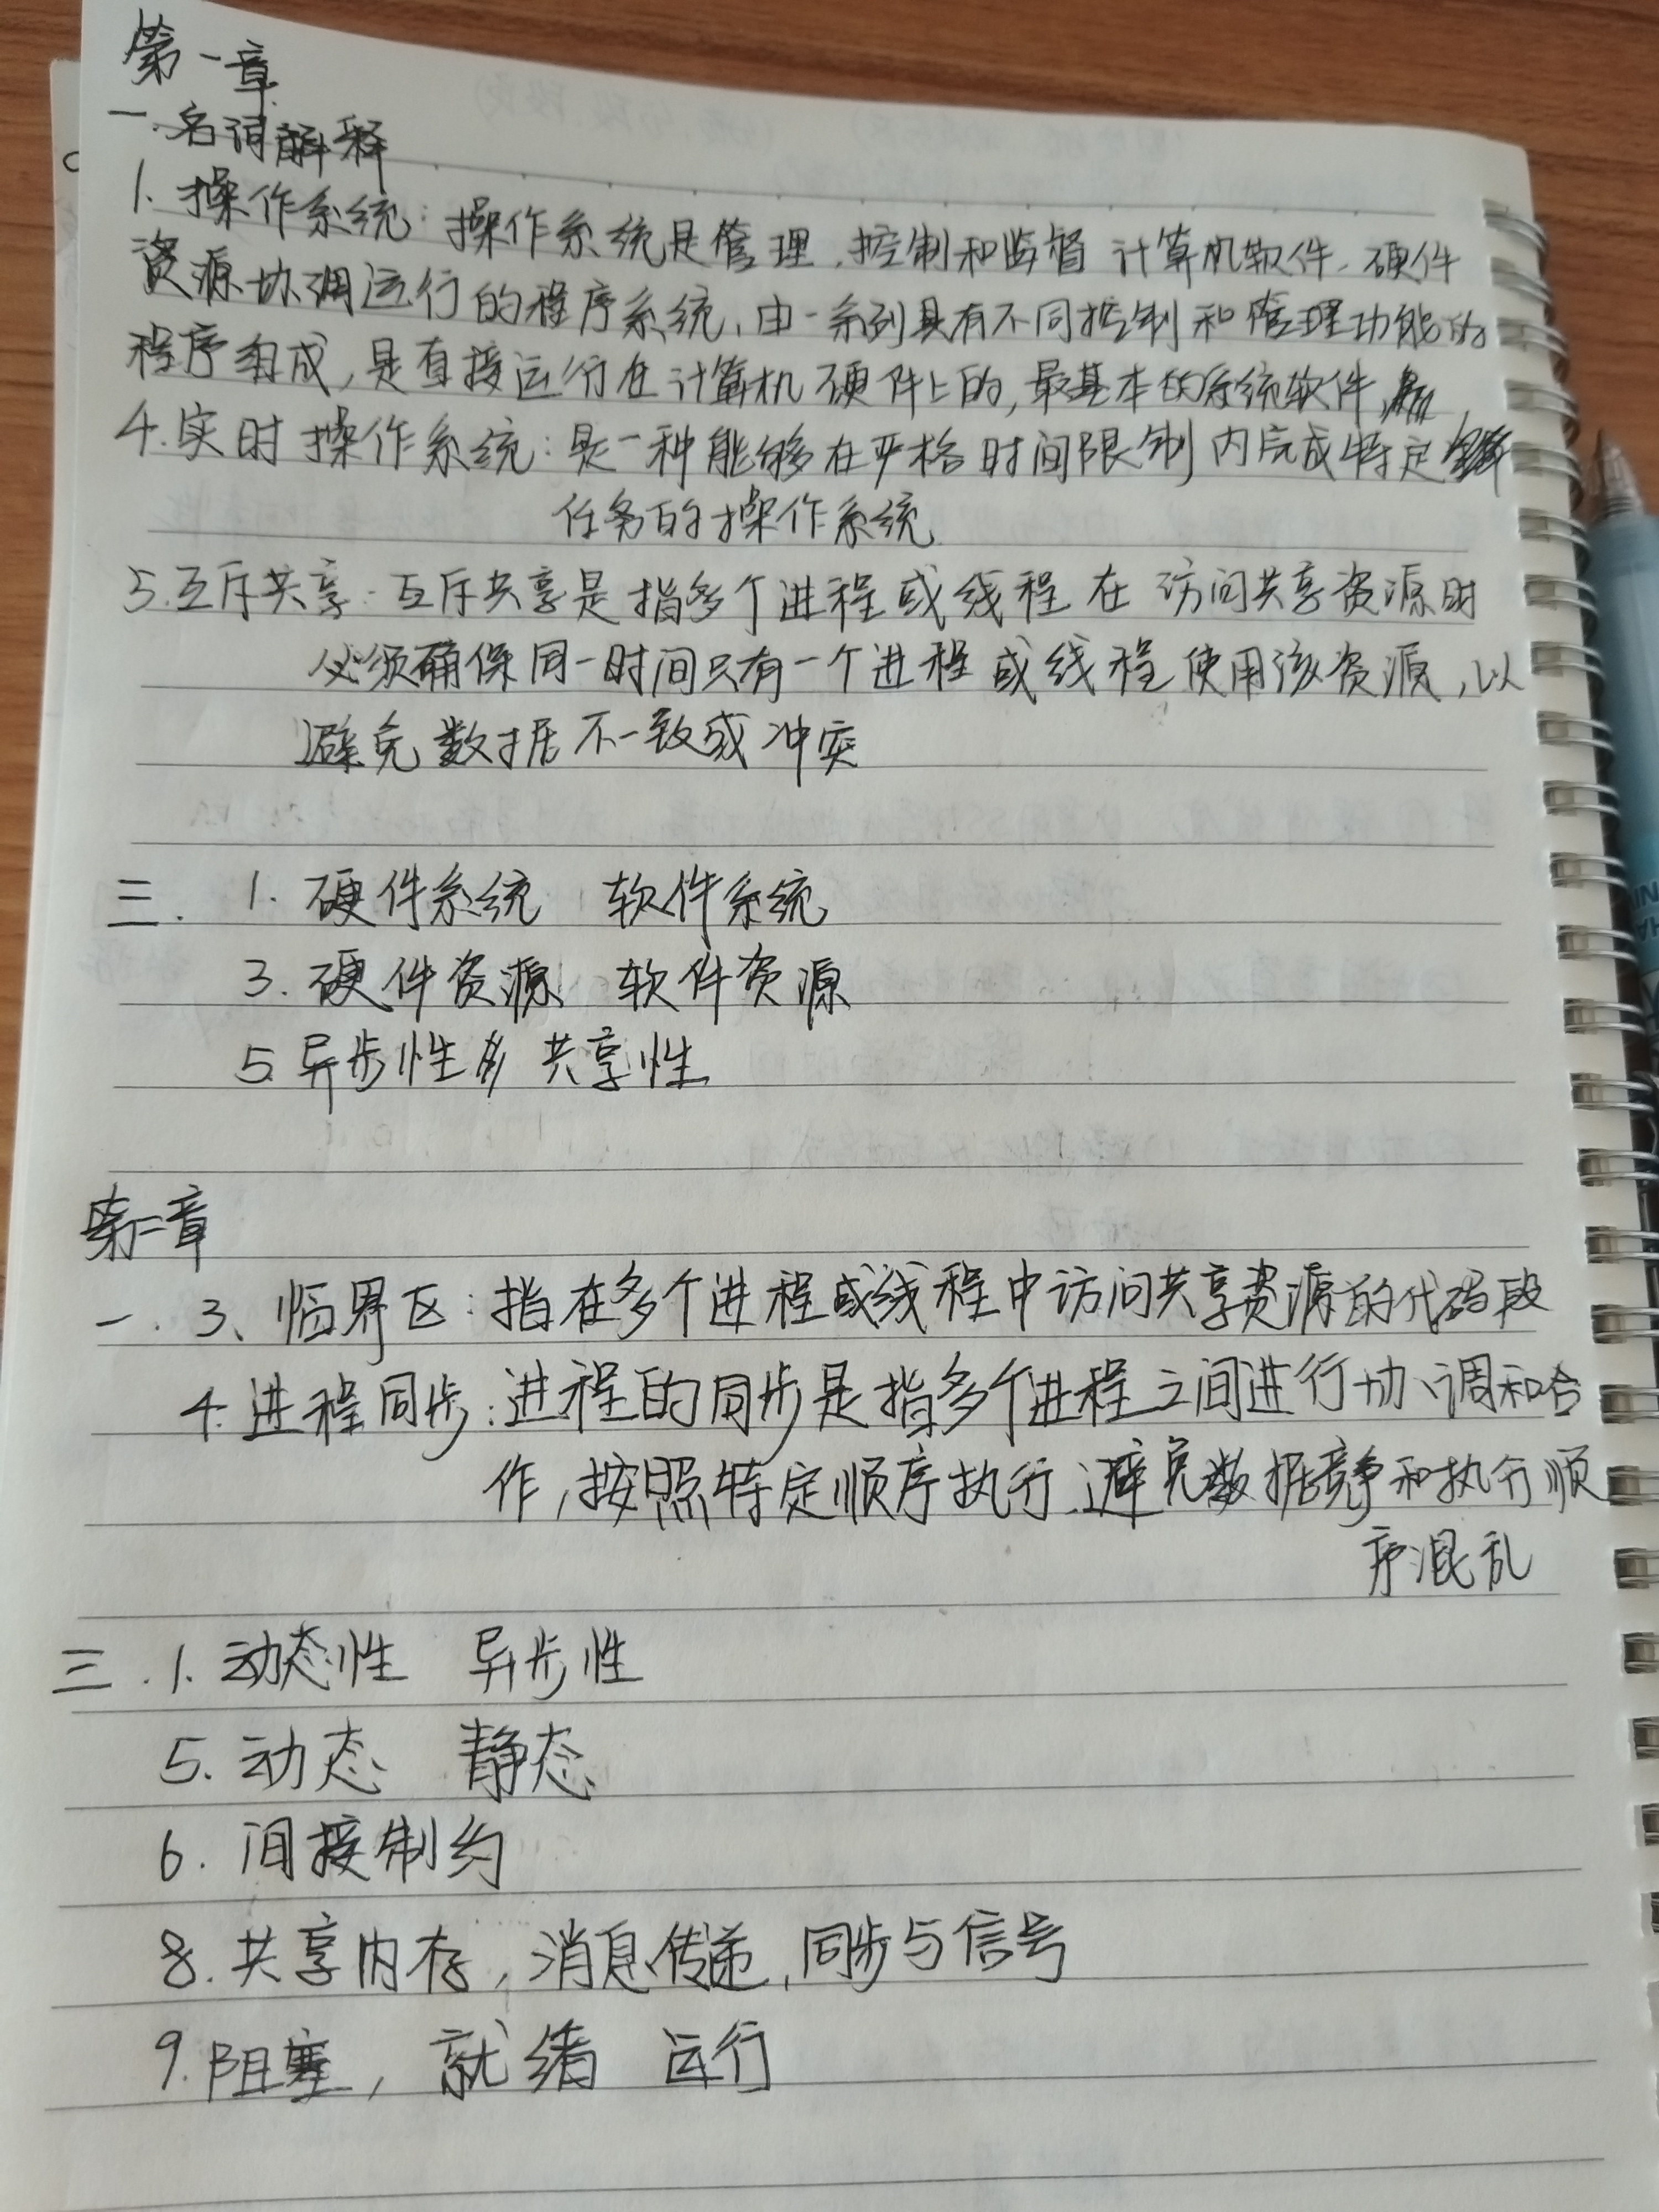 第一章
一.名词解释
1.操作系统:操作系统是管理、控制和监督计算机软件、硬件
资源协调运行的程序系统,由一系列具有不同控制和管理功能的
程序组成,是直接运行在计算机硬件上的,最基本的系统软件
4.实时操作系统:是一种能够在严格时间限制内完成特定
任务的操作系统
5.互斥共享:互斥共享是指多个进程或线程在访问共享资源时
必须确保同一时间只有一个进程或线程使用该资源,以
避免数据不一致或冲突
三. 1.硬件系统 软件系统
3.硬件资源 软件资源
5.异步性 共享性
第二章
一.3、临界区:指在多个进程或线程中访问共享资源的代码段
4.进程同步:进程的同步是指多个进程之间进行协调和合
作,按照特定顺序执行.避免数据竞争和执行顺
序混乱
三.1.动态性 异步性
5.动态 静态
6.间接制约
8.共享内存,消息传递,同步与信号
9.阻塞, 就绪 运行